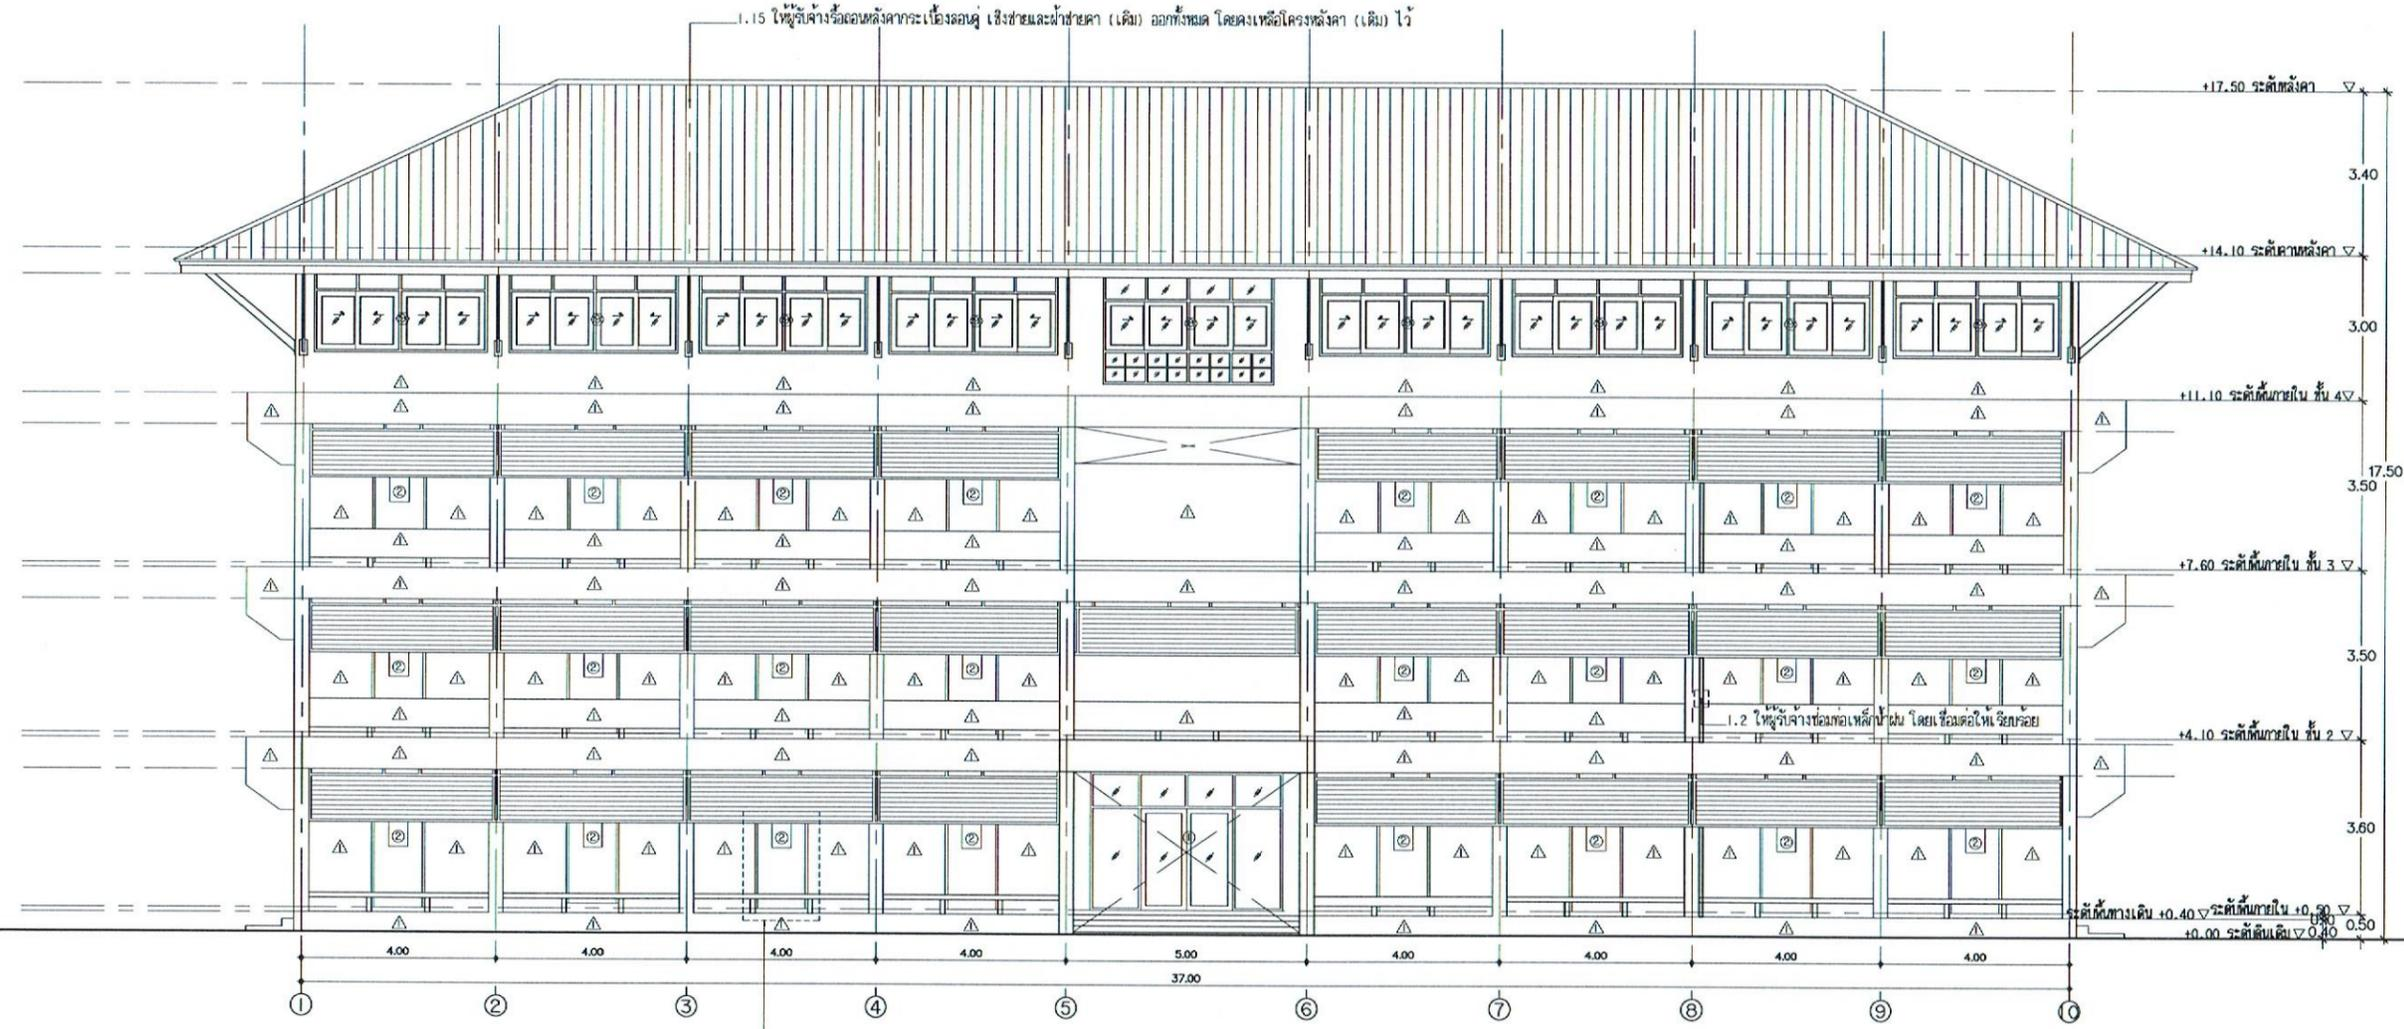 1.15 ให้ผู้รับจ้างรื้อถอนหลังคากระเบื้องลอนคู่ เชิงชายและฝ้าชายคา (เดิม) ออกทั้งหมด โดยคงเหลือโครงหลังคา (เดิม) ไว้
+17.50 ระดับหลังคา
3.40
+14.10 ระดับคานหลังคา
3.00
+11.10 ระดับพื้นภายใน ชั้น 4
17.50
3.50
+7.60 ระดับพื้นภายใน ชั้น 3
3.50
1.2 ให้ผู้รับจ้างซ่อมท่อเหล็กน้ำฝน โดยเชื่อมต่อให้เรียบร้อย
+4.10 ระดับพื้นภายใน ชั้น 2
3.60
ระดับพื้นทางเดิน +0.40 ระดับพื้นภายใน +0.50
0.50
+0.00 ระดับดินเดิม 0.40
4.00 4.00 4.00 4.00 5.00 4.00 4.00 4.00 4.00
37.00
1 2 3 4 5 6 7 8 9 10